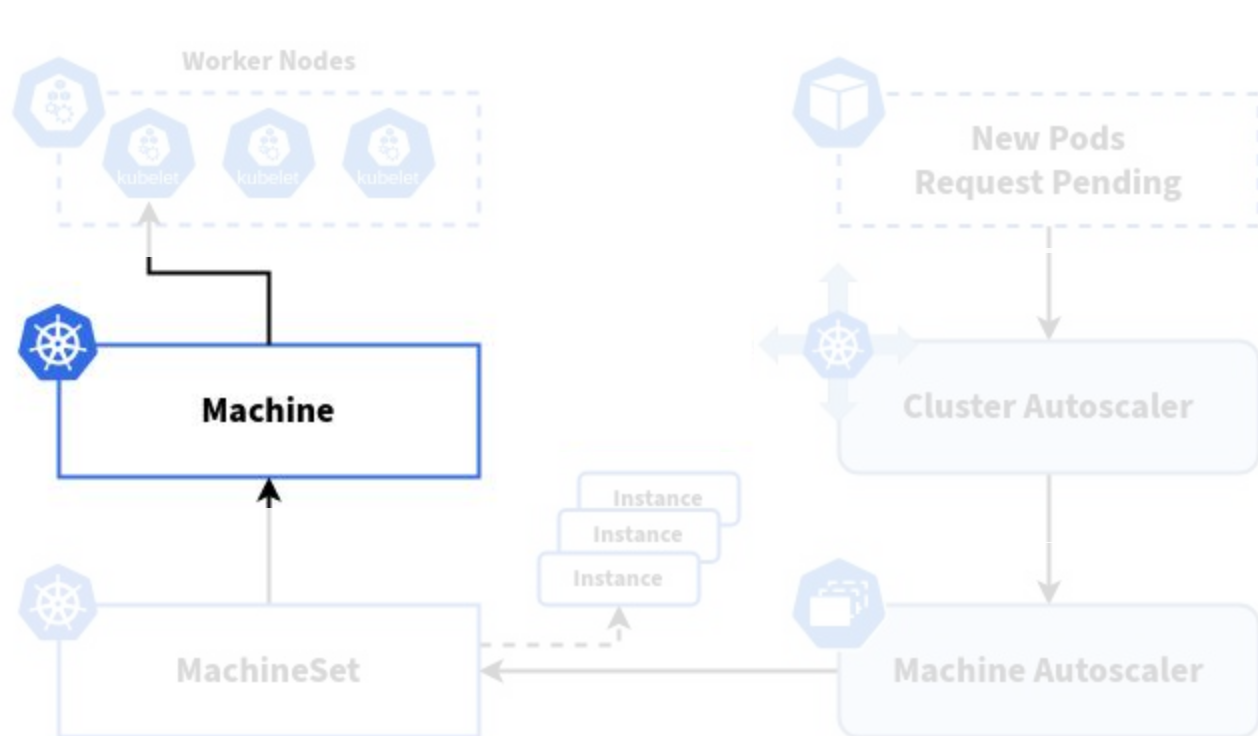 Worker Nodes
kubelet
kubelet
kubelet
New Pods
Request Pending
Machine
Cluster Autoscaler
Instance
Instance
Instance
MachineSet
Machine Autoscaler